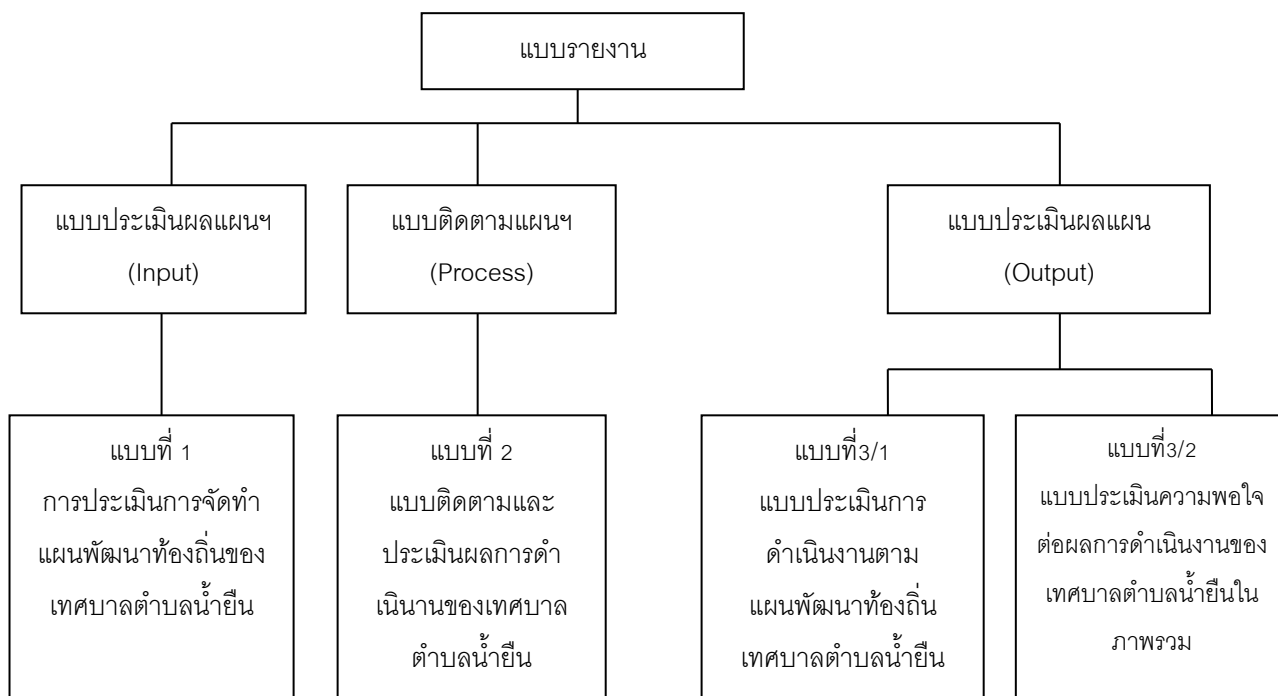 แบบรายงาน
แบบประเมินผลแผนฯ
(Input)
แบบติดตามแผนฯ
(Process)
แบบประเมินผลแผน
(Output)
แบบที่ 1
การประเมินการจัดทำ
แผนพัฒนาท้องถิ่นของ
เทศบาลตำบลน้ำยืน
แบบที่ 2
แบบติดตามและ
ประเมินผลการดำ
เนินานของเทศบาล
ตำบลน้ำยืน
แบบที่3/1
แบบประเมินการ
ดำเนินงานตาม
แผนพัฒนาท้องถิ่น
เทศบาลตำบลน้ำยืน
แบบที่3/2
แบบประเมินความพอใจ
ต่อผลการดำเนินงานของ
เทศบาลตำบลน้ำยืนใน
ภาพรวม